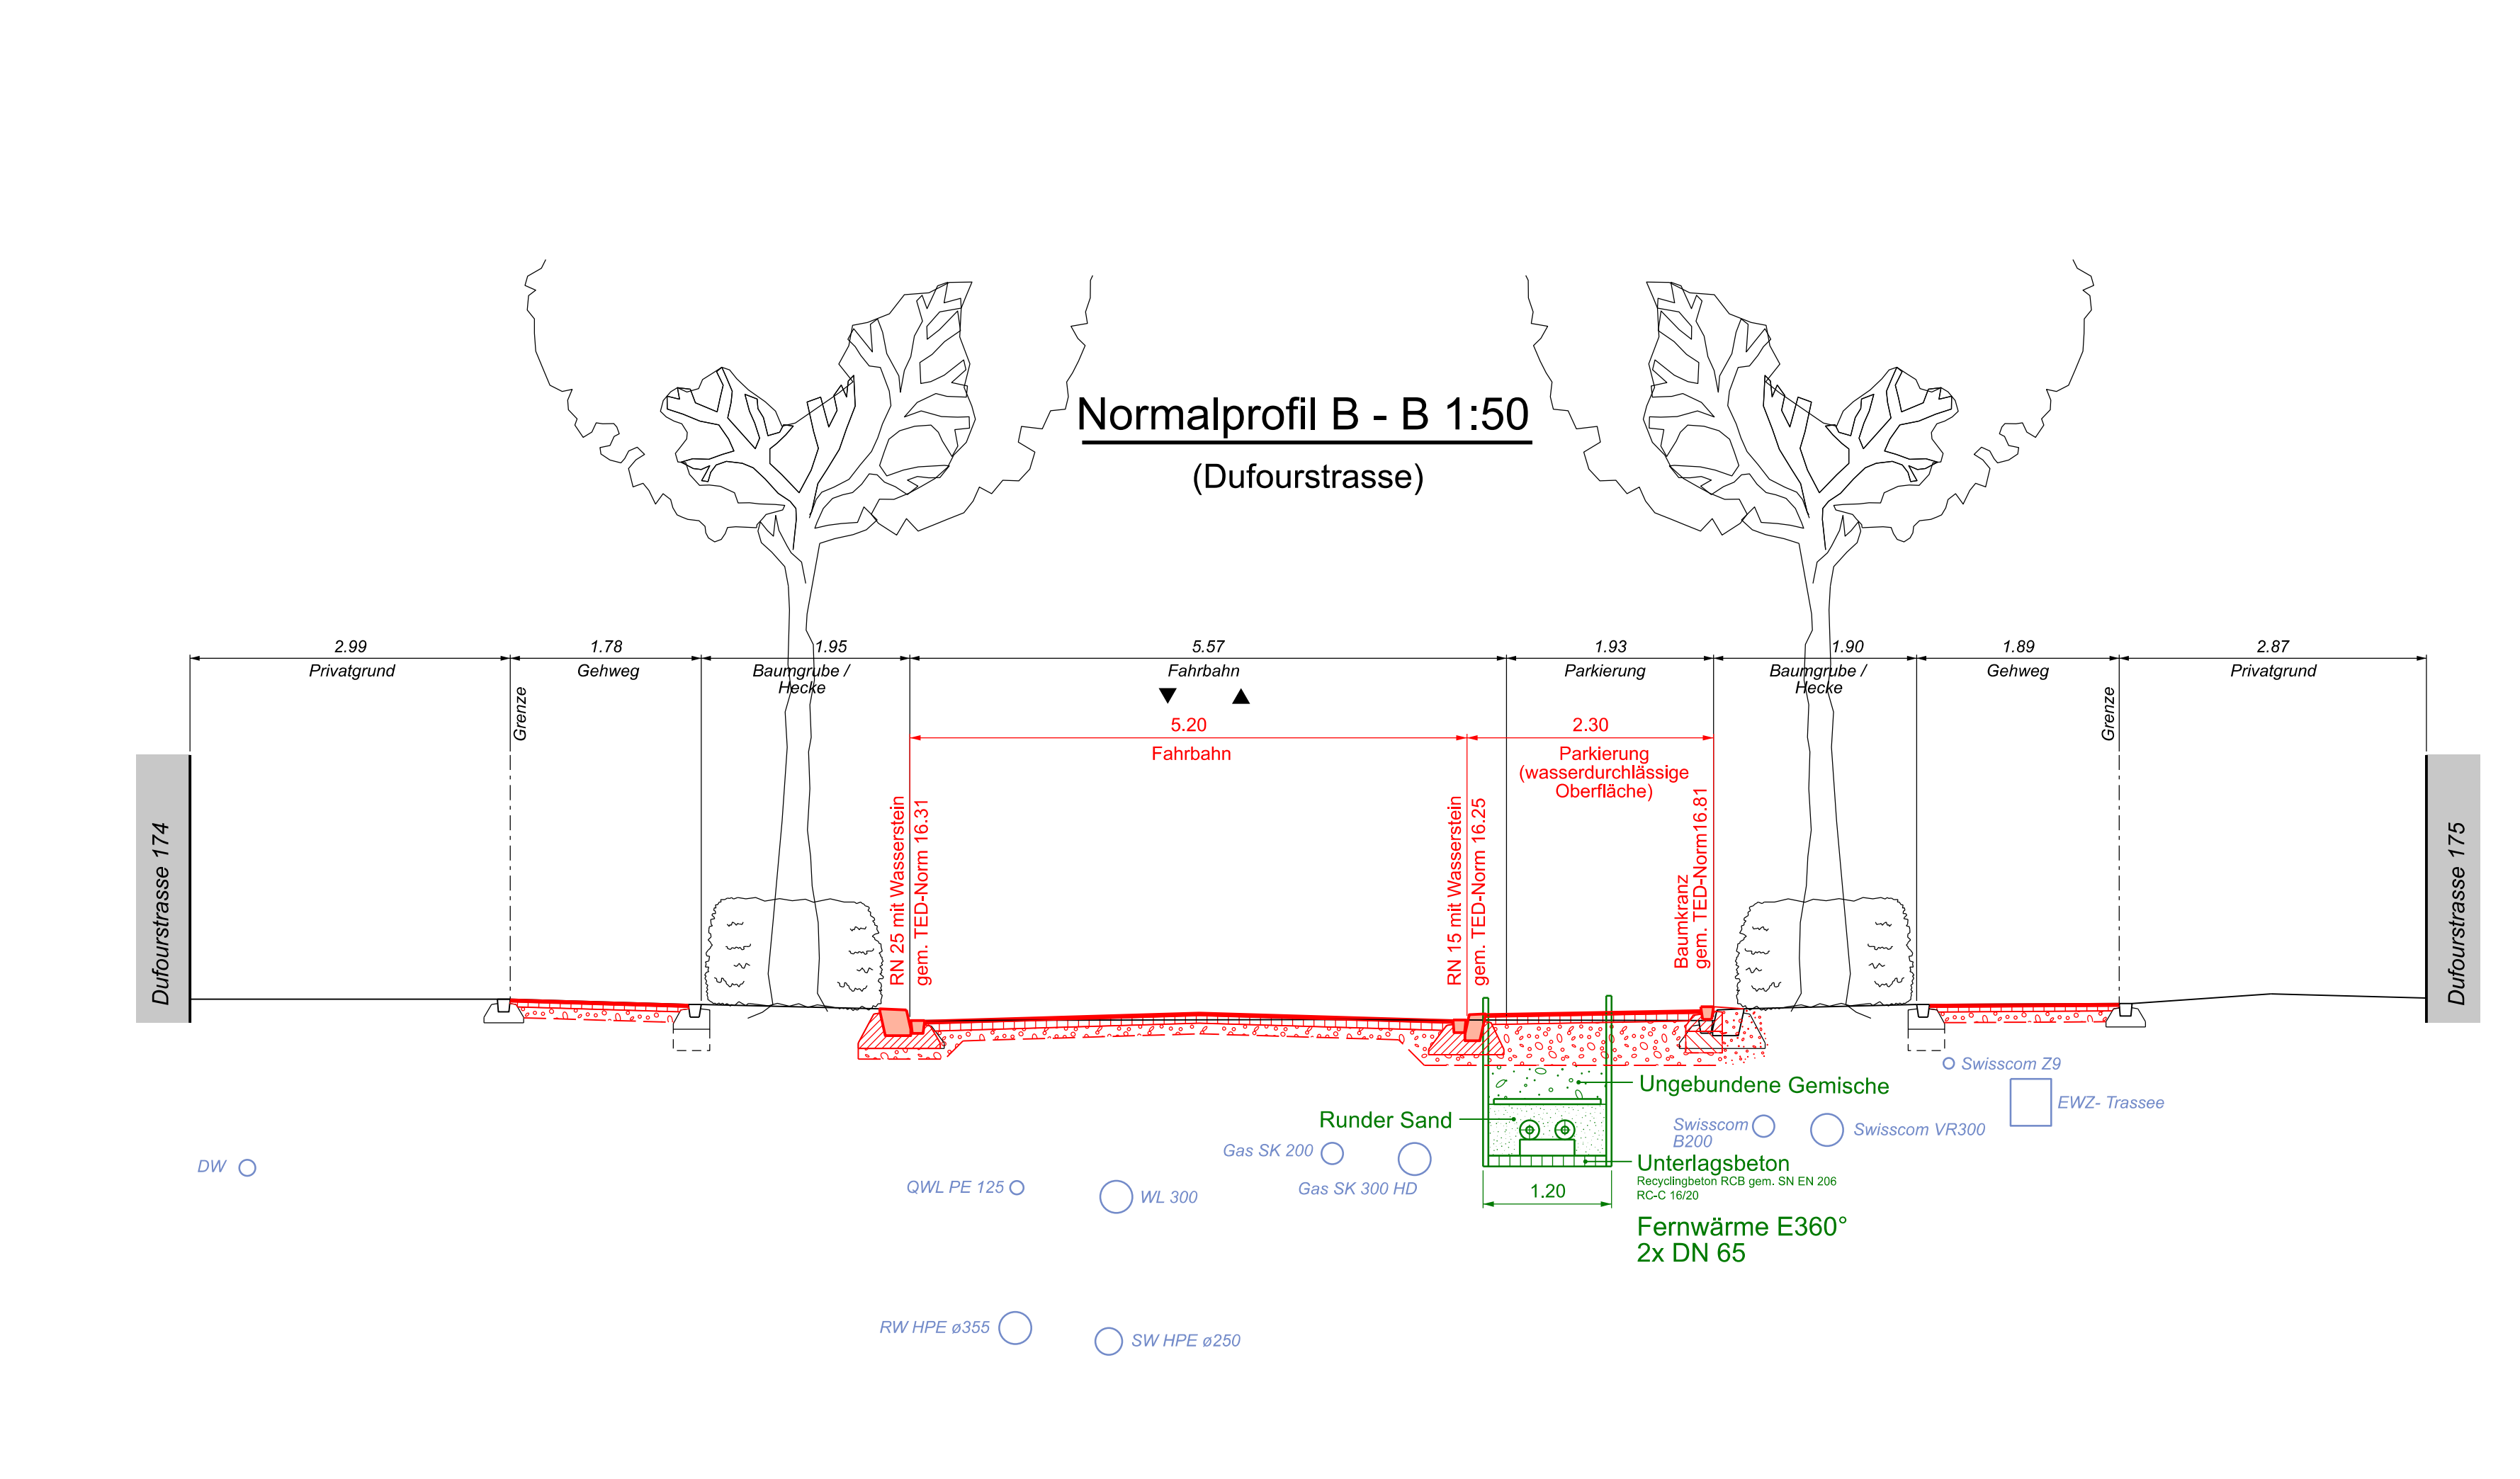 Normalprofil B - B 1:50
(Dufourstrasse)
2.99
1.78
1.95
5.57
1.93
1.90
1.89
2.87
Privatgrund
Gehweg
Baumgrube /
Hecke
Fahrbahn
Parkierung
Baumgrube /
Hecke
Gehweg
Privatgrund
Grenze
Grenze
5.20
2.30
Fahrbahn
Parkierung
(wasserdurchlässige
Oberfläche)
Dufourstrasse 174
RN 25 mit Wasserstein
gem. TED-Norm 16.31
RN 15 mit Wasserstein
gem. TED-Norm 16.25
Baumkranz
gem. TED-Norm16.81
Dufourstrasse 175
Swisscom Z9
Ungebundene Gemische
EWZ- Trassee
Runder Sand
Swisscom
B200
Swisscom VR300
Gas SK 200
DW
Unterlagsbeton
Recyclingbeton RCB gem. SN EN 206
RC-C 16/20
QWL PE 125
WL 300
Gas SK 300 HD
1.20
Fernwärme E360°
2x DN 65
RW HPE ø355
SW HPE ø250